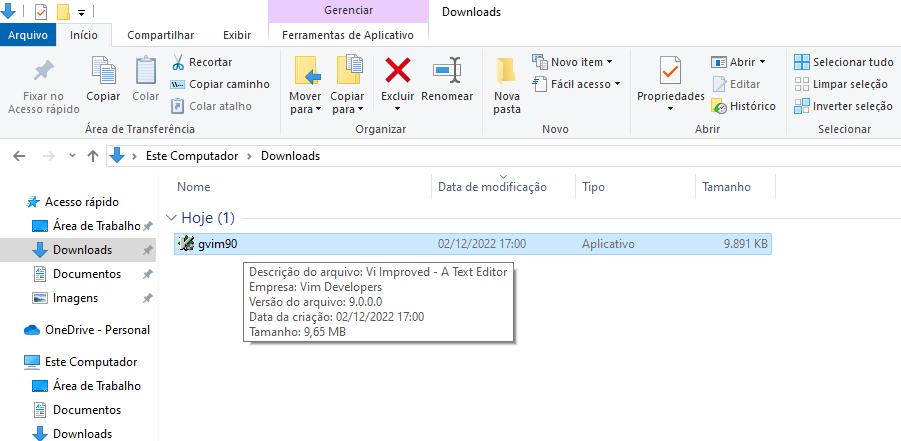 Gerenciar
Downloads
Arquivo
Início
Compartilhar
Exibir
Ferramentas de Aplicativo
Fixar no
Acesso rápido
Copiar
Colar
Recortar
Copiar caminho
Colar atalho
Área de Transferência
Mover
para
Copiar
para
Excluir
Renomear
Organizar
Nova
pasta
Novo item
Fácil acesso
Novo
Propriedades
Abrir
Editar
Histórico
Abrir
Selecionar tudo
Limpar seleção
Inverter seleção
Selecionar
Este Computador
Downloads
Nome
Data de modificação
Tipo
Tamanho
Hoje (1)
gvim90
02/12/2022 17:00
Aplicativo
9.891 KB
Descrição do arquivo: Vi Improved - A Text Editor
Empresa: Vim Developers
Versão do arquivo: 9.0.0.0
Data da criação: 02/12/2022 17:00
Tamanho: 9,65 MB
Acesso rápido
Área de Trabalho
Downloads
Documentos
Imagens
OneDrive - Personal
Este Computador
Área de Trabalho
Documentos
Downloads